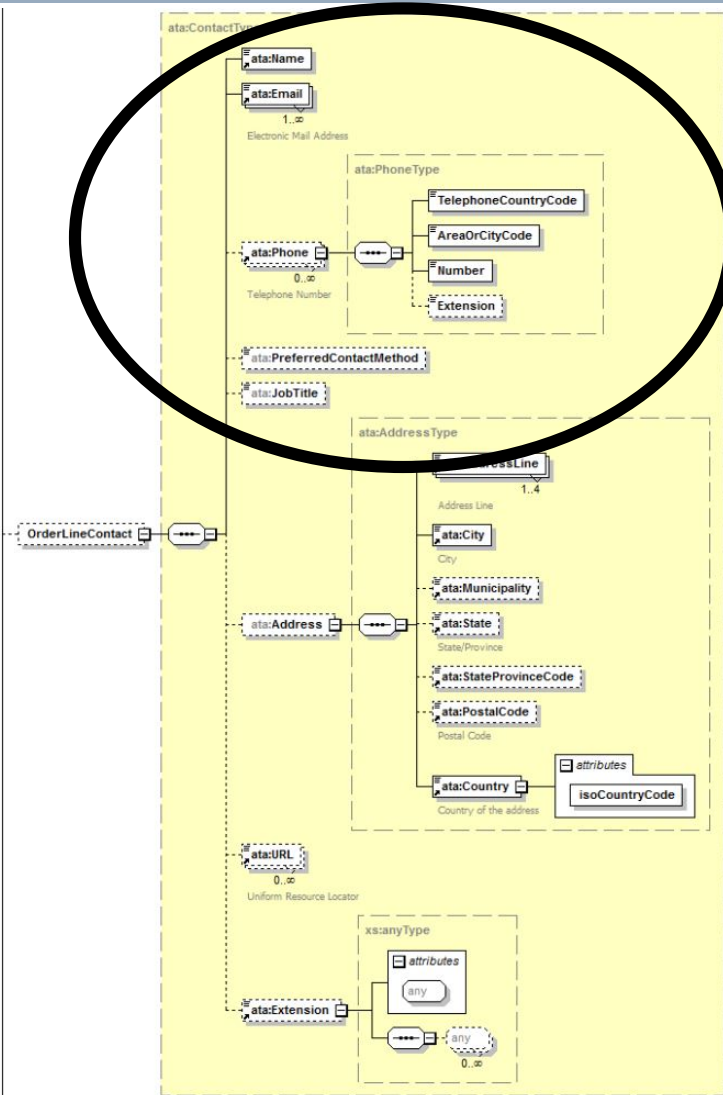 ata:ContactType
ata:Name
ata:Email
1..∞
Electronic Mail Address
ata:PhoneType
TelephoneCountryCode
AreaOrCityCode
Number
Extension
ata:Phone
0..∞
Telephone Number
ata:PreferredContactMethod
ata:JobTitle
ata:AddressType
1..4
Address Line
OrderLineContact
ata:City
City
ata:Municipality
ata:Address
ata:State
State/Province
ata:StateProvinceCode
ata:PostalCode
Postal Code
attributes
ata:Country
isoCountryCode
Country of the address
ata:URL
0..∞
Uniform Resource Locator
xs:anyType
attributes
any
ata:Extension
any
0..∞